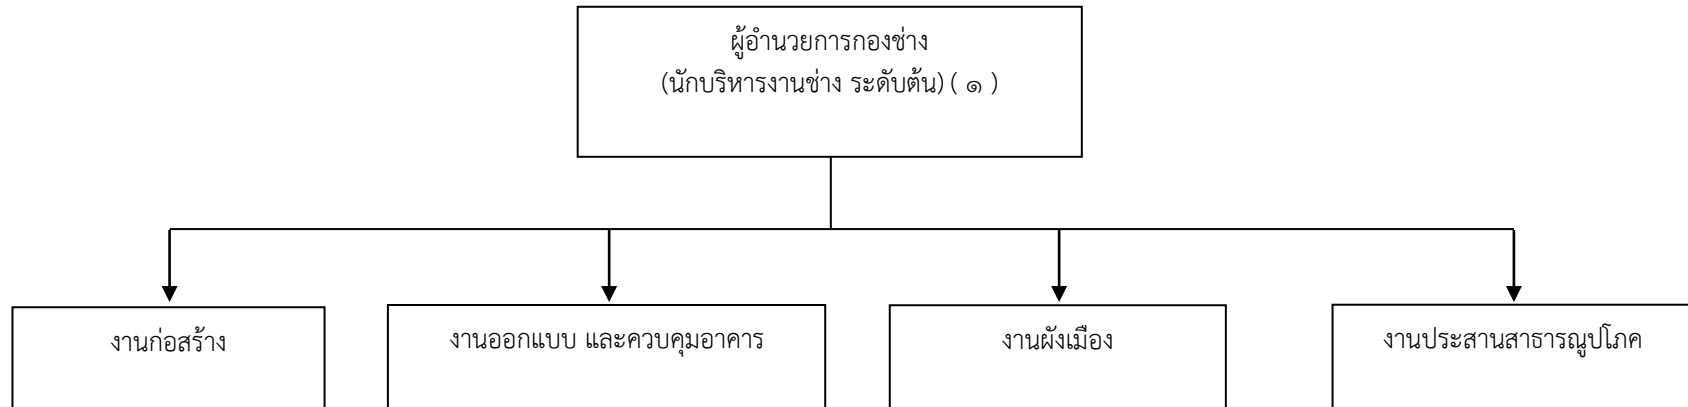 ผู้อำนวยการกองช่าง
(นักบริหารงานช่าง ระดับต้น) ( ๑ )
งานก่อสร้าง
งานออกแบบ และควบคุมอาคาร
งานผังเมือง
งานประสานสาธารณูปโภค